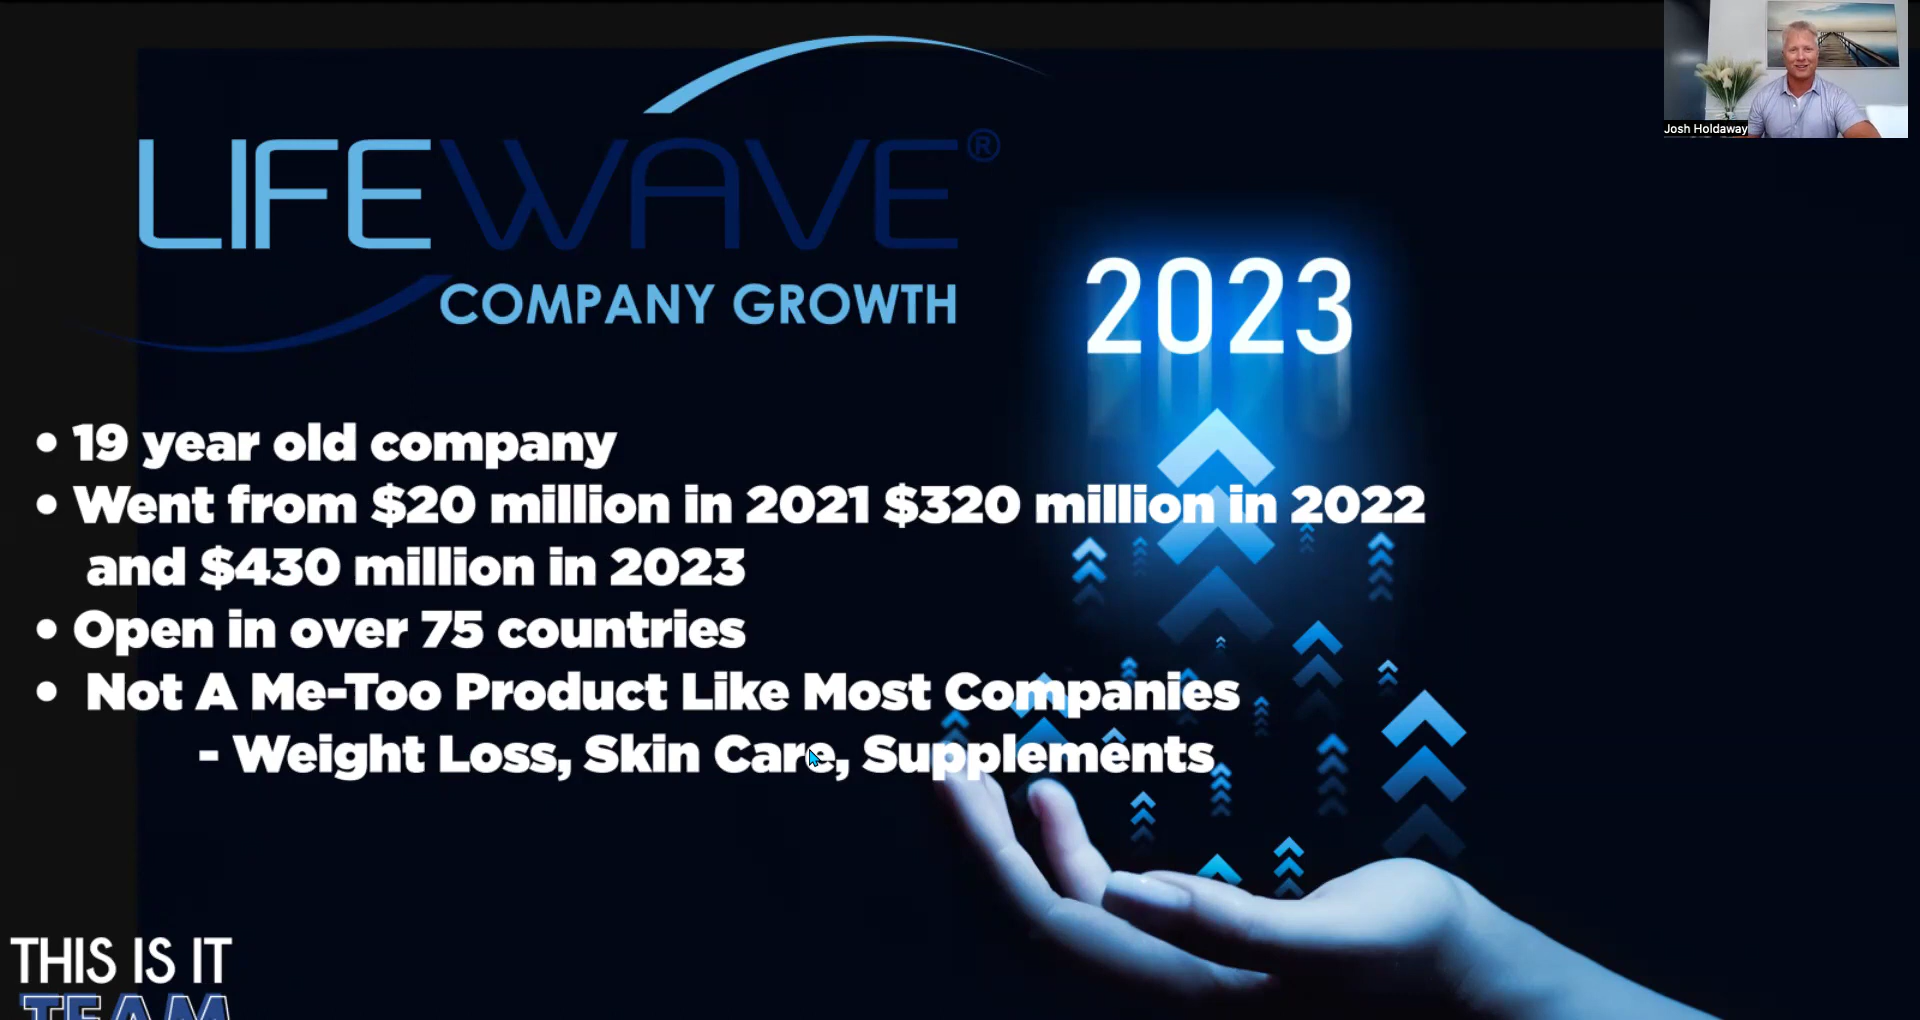 Josh Holdaway
LIFEWAVE®
COMPANY GROWTH
2023
• 19 year old company
• Went from $20 million in 2021 $320 million in 2022
and $430 million in 2023
• Open in over 75 countries
• Not A Me-Too Product Like Most Companies
- Weight Loss, Skin Care, Supplements
THIS IS IT
TEAM